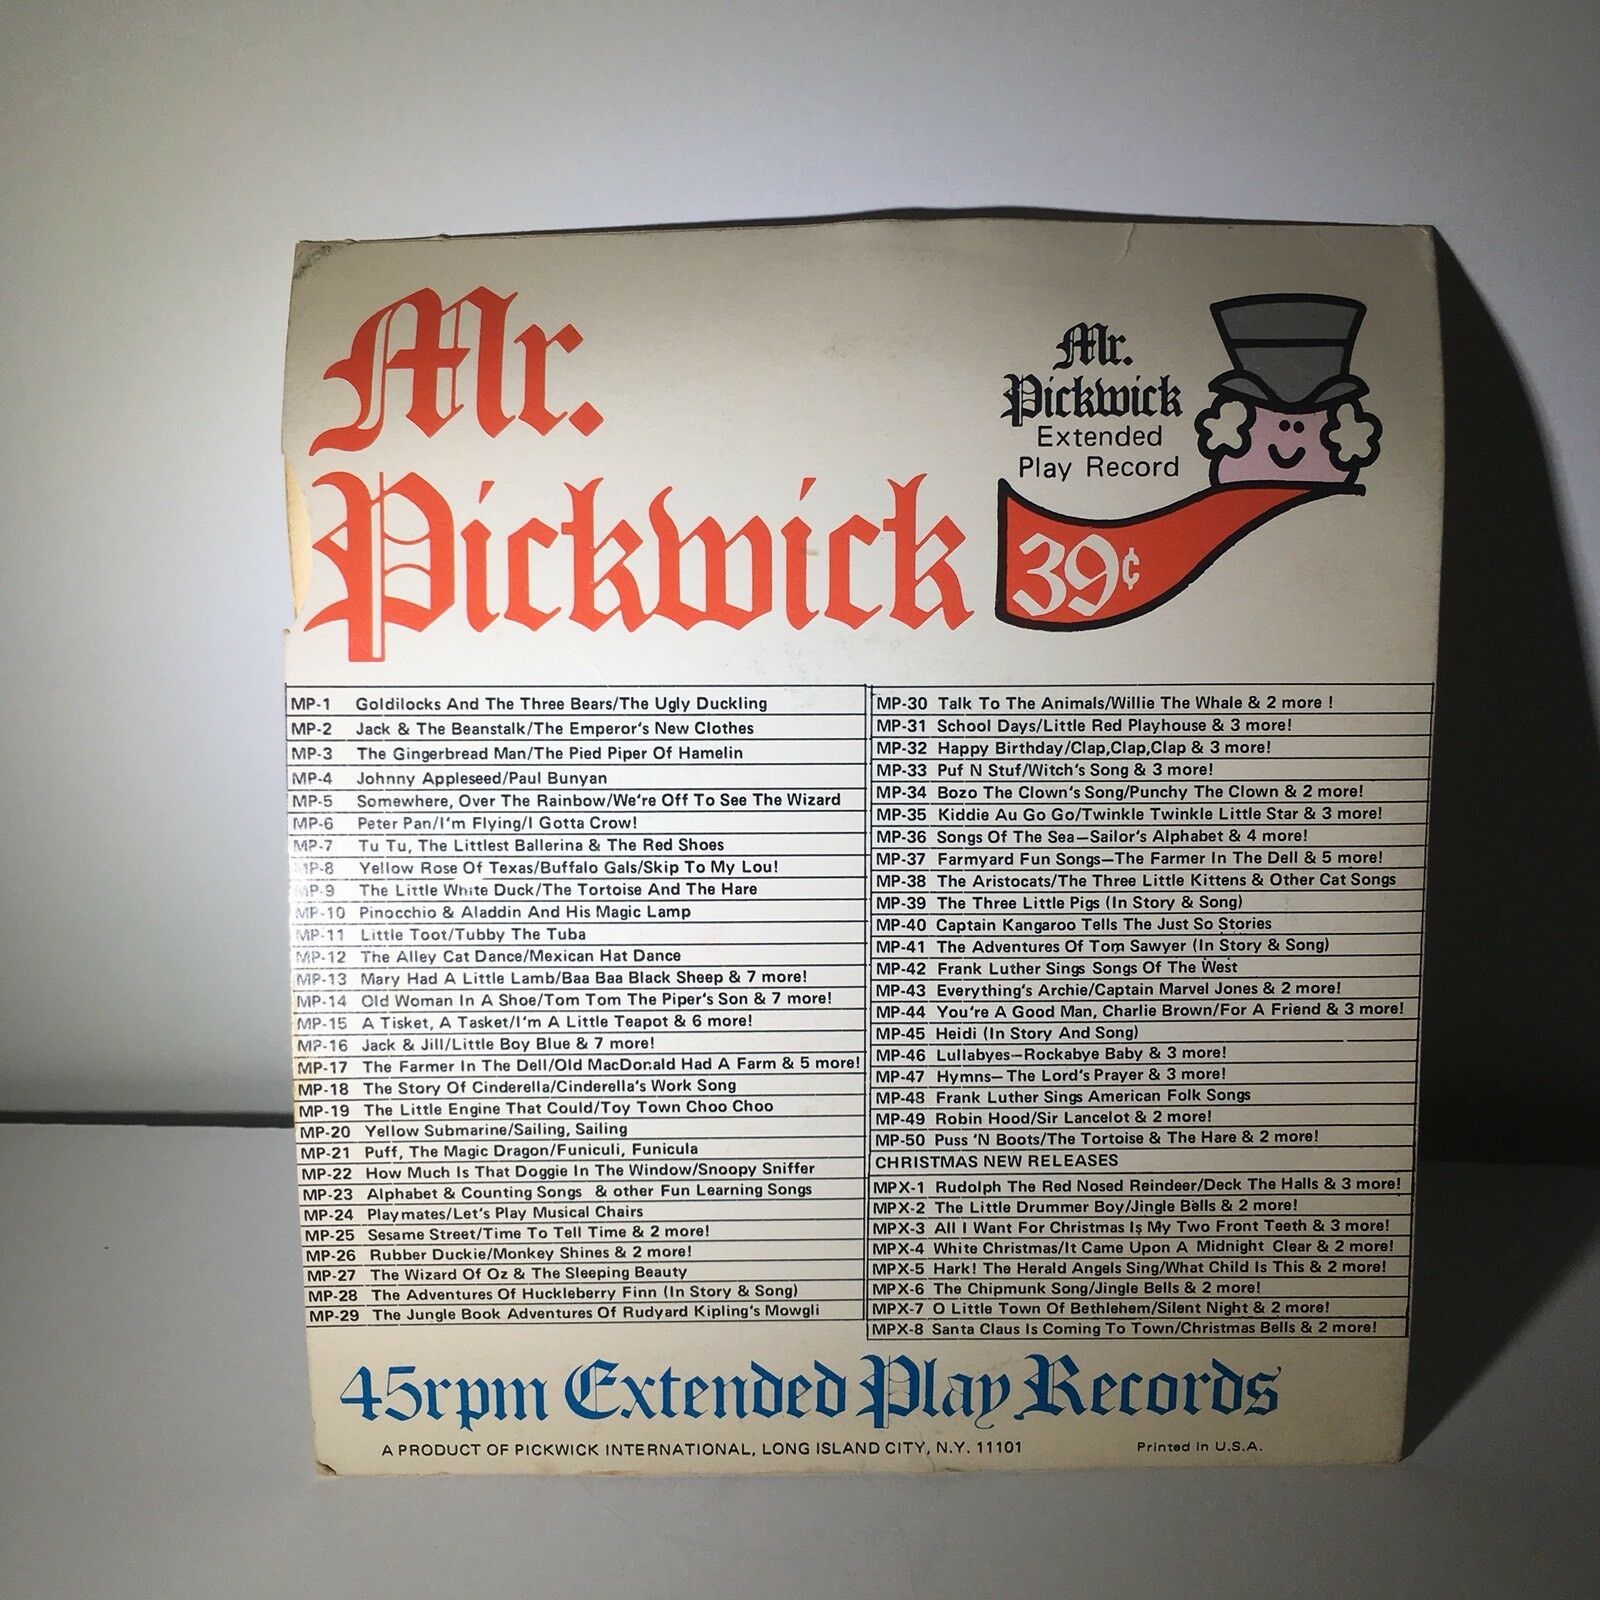 Mr.
Pickwick
Mr.
Pickwick
Extended
Play Record
39¢
MP-1 Goldilocks And The Three Bears/The Ugly Duckling
MP-2 Jack & The Beanstalk/The Emperor's New Clothes
MP-3 The Gingerbread Man/The Pied Piper Of Hamelin
MP-4 Johnny Appleseed/Paul Bunyan
MP-5 Somewhere, Over The Rainbow/We're Off To See The Wizard
MP-6 Peter Pan/I'm Flying/I Gotta Crow!
MP-7 Tu Tu, The Littlest Ballerina & The Red Shoes
MP-8 Yellow Rose Of Texas/Buffalo Gals/Skip To My Lou!
MP-9 The Little White Duck/The Tortoise And The Hare
MP-10 Pinocchio & Aladdin And His Magic Lamp
MP-11 Little Toot/Tubby The Tuba
MP-12 The Alley Cat Dance/Mexican Hat Dance
MP-13 Mary Had A Little Lamb/Baa Baa Black Sheep & 7 more!
MP-14 Old Woman In A Shoe/Tom Tom The Piper's Son & 7 more!
MP-15 A Tisket, A Tasket/I'm A Little Teapot & 6 more!
MP-16 Jack & Jill/Little Boy Blue & 7 more!
MP-17 The Farmer In The Dell/Old MacDonald Had A Farm & 5 more!
MP-18 The Story Of Cinderella/Cinderella's Work Song
MP-19 The Little Engine That Could/Toy Town Choo Choo
MP-20 Yellow Submarine/Sailing, Sailing
MP-21 Puff, The Magic Dragon/Funiculi, Funicula
MP-22 How Much Is That Doggie In The Window/Snoopy Sniffer
MP-23 Alphabet & Counting Songs & other Fun Learning Songs
MP-24 Playmates/Let's Play Musical Chairs
MP-25 Sesame Street/Time To Tell Time & 2 more!
MP-26 Rubber Duckie/Monkey Shines & 2 more!
MP-27 The Wizard Of Oz & The Sleeping Beauty
MP-28 The Adventures Of Huckleberry Finn (In Story & Song)
MP-29 The Jungle Book Adventures Of Rudyard Kipling's Mowgli
MP-30 Talk To The Animals/Willie The Whale & 2 more !
MP-31 School Days/Little Red Playhouse & 3 more!
MP-32 Happy Birthday/Clap,Clap,Clap & 3 more!
MP-33 Puf N Stuf/Witch's Song & 3 more!
MP-34 Bozo The Clown's Song/Punchy The Clown & 2 more!
MP-35 Kiddie Au Go Go/Twinkle Twinkle Little Star & 3 more!
MP-36 Songs Of The Sea—Sailor's Alphabet & 4 more!
MP-37 Farmyard Fun Songs—The Farmer In The Dell & 5 more!
MP-38 The Aristocats/The Three Little Kittens & Other Cat Songs
MP-39 The Three Little Pigs (In Story & Song)
MP-40 Captain Kangaroo Tells The Just So Stories
MP-41 The Adventures Of Tom Sawyer (In Story & Song)
MP-42 Frank Luther Sings Songs Of The West
MP-43 Everything's Archie/Captain Marvel Jones & 2 more!
MP-44 You're A Good Man, Charlie Brown/For A Friend & 3 more!
MP-45 Heidi (In Story And Song)
MP-46 Lullabyes—Rockabye Baby & 3 more!
MP-47 Hymns—The Lord's Prayer & 3 more!
MP-48 Frank Luther Sings American Folk Songs
MP-49 Robin Hood/Sir Lancelot & 2 more!
MP-50 Puss 'N Boots/The Tortoise & The Hare & 2 more!
CHRISTMAS NEW RELEASES
MPX-1 Rudolph The Red Nosed Reindeer/Deck The Halls & 3 more!
MPX-2 The Little Drummer Boy/Jingle Bells & 2 more!
MPX-3 All I Want For Christmas Is My Two Front Teeth & 3 more!
MPX-4 White Christmas/It Came Upon A Midnight Clear & 2 more!
MPX-5 Hark! The Herald Angels Sing/What Child Is This & 2 more!
MPX-6 The Chipmunk Song/Jingle Bells & 2 more!
MPX-7 O Little Town Of Bethlehem/Silent Night & 2 more!
MPX-8 Santa Claus Is Coming To Town/Christmas Bells & 2 more!
45rpm Extended Play Records
A PRODUCT OF PICKWICK INTERNATIONAL, LONG ISLAND CITY, N.Y. 11101
Printed in U.S.A.